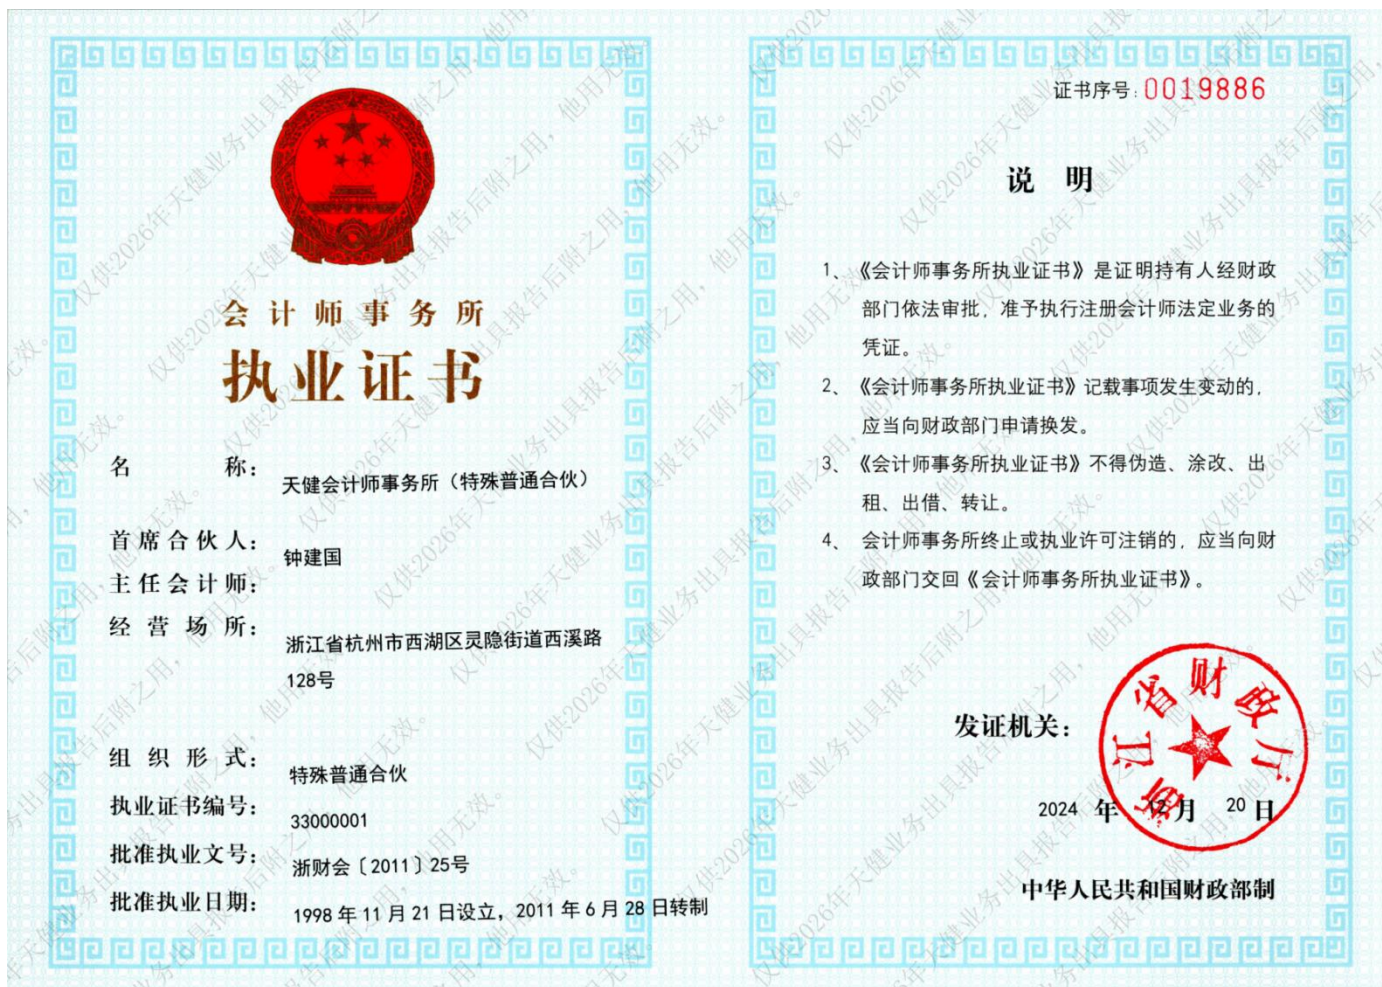 会计师事务所
执业证书
名 称：
天健会计师事务所（特殊普通合伙）
首席合伙人：
钟建国
主任会计师：
经营场所：
浙江省杭州市西湖区灵隐街道西溪路
128号
组织形式：
特殊普通合伙
执业证书编号：
33000001
批准执业文号：
浙财会〔2011〕25号
批准执业日期：
1998年11月21日设立，2011年6月28日转制
证书序号：0019886
说 明
1、《会计师事务所执业证书》是证明持有人经财政
部门依法审批，准予执行注册会计师法定业务的
凭证。
2、《会计师事务所执业证书》记载事项发生变动的，
应当向财政部门申请换发。
3、《会计师事务所执业证书》不得伪造、涂改、出
租、出借、转让。
4、 会计师事务所终止或执业许可注销的，应当向财
政部门交回《会计师事务所执业证书》。
发证机关：
浙江省财政厅
2024年12月20日
中华人民共和国财政部制
仅供2026年天健业务出具报告后附之用，他用无效。